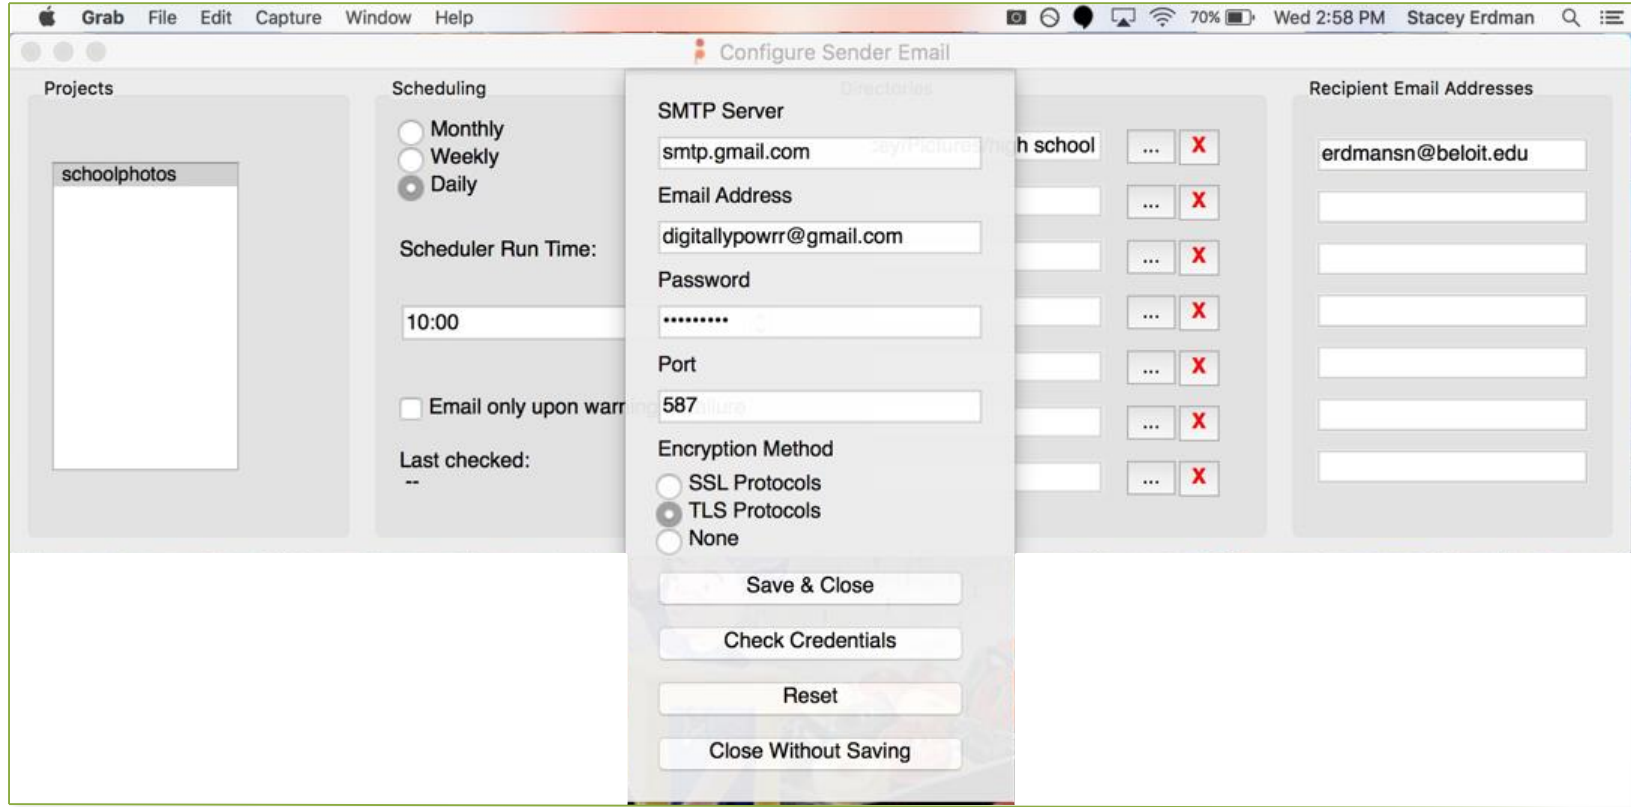 Grab File Edit Capture Window Help 70% Wed 2:58 PM Stacey Erdman
Configure Sender Email
Projects
schoolphotos
Scheduling
Monthly
Weekly
Daily
Scheduler Run Time:
10:00
Email only upon warn
Last checked:
--
SMTP Server
smtp.gmail.com
Email Address
digitallypowrr@gmail.com
Password
•••••••••
Port
587
Encryption Method
SSL Protocols
TLS Protocols
None
Save & Close
Check Credentials
Reset
Close Without Saving
Directories
h school ... X
... X
... X
... X
... X
... X
... X
Recipient Email Addresses
erdmansn@beloit.edu